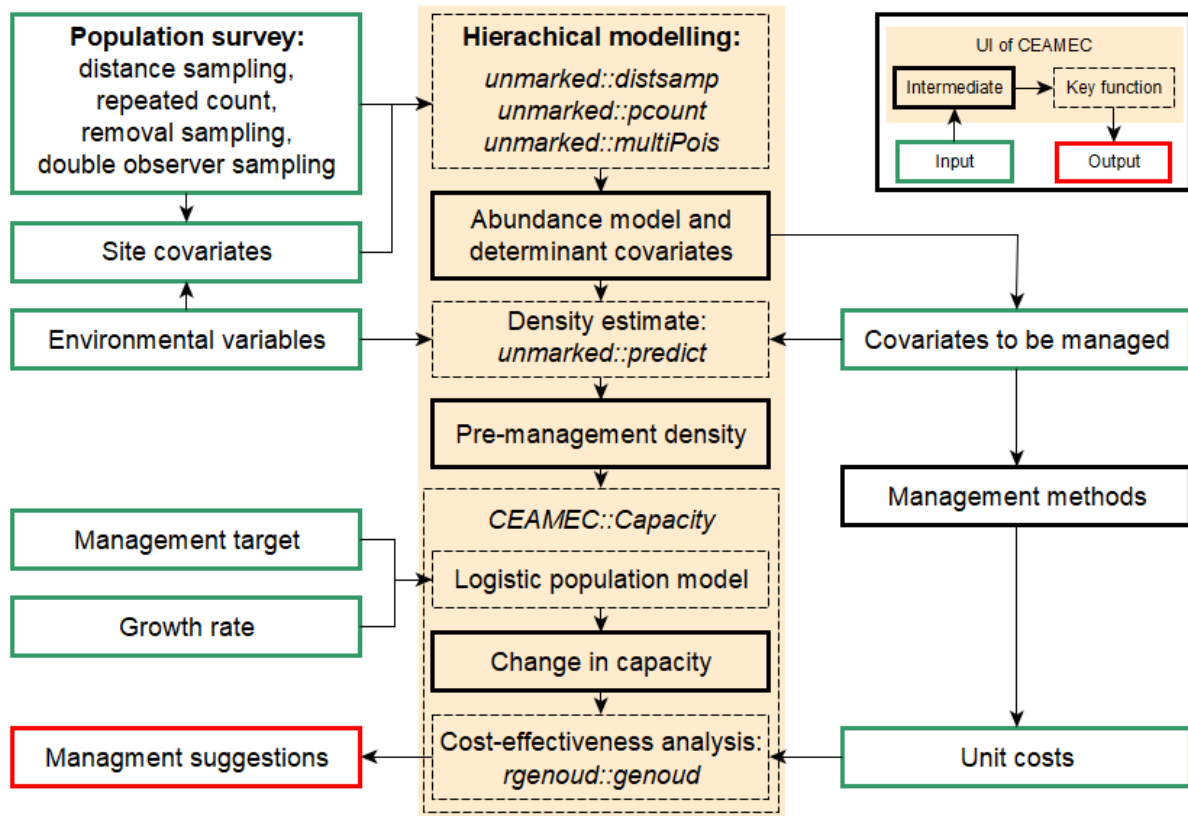 Population survey:
distance sampling,
repeated count,
removal sampling,
double observer sampling
Site covariates
Environmental variables
Management target
Growth rate
Managment suggestions
Hierachical modelling:
unmarked::distsamp
unmarked::pcount
unmarked::multiPois
Abundance model and
determinant covariates
Density estimate:
unmarked::predict
Pre-management density
CEAMEC::Capacity
Logistic population model
Change in capacity
Cost-effectiveness analysis:
rgenoud::genoud
UI of CEAMEC
Intermediate
Key function
Input
Output
Covariates to be managed
Management methods
Unit costs